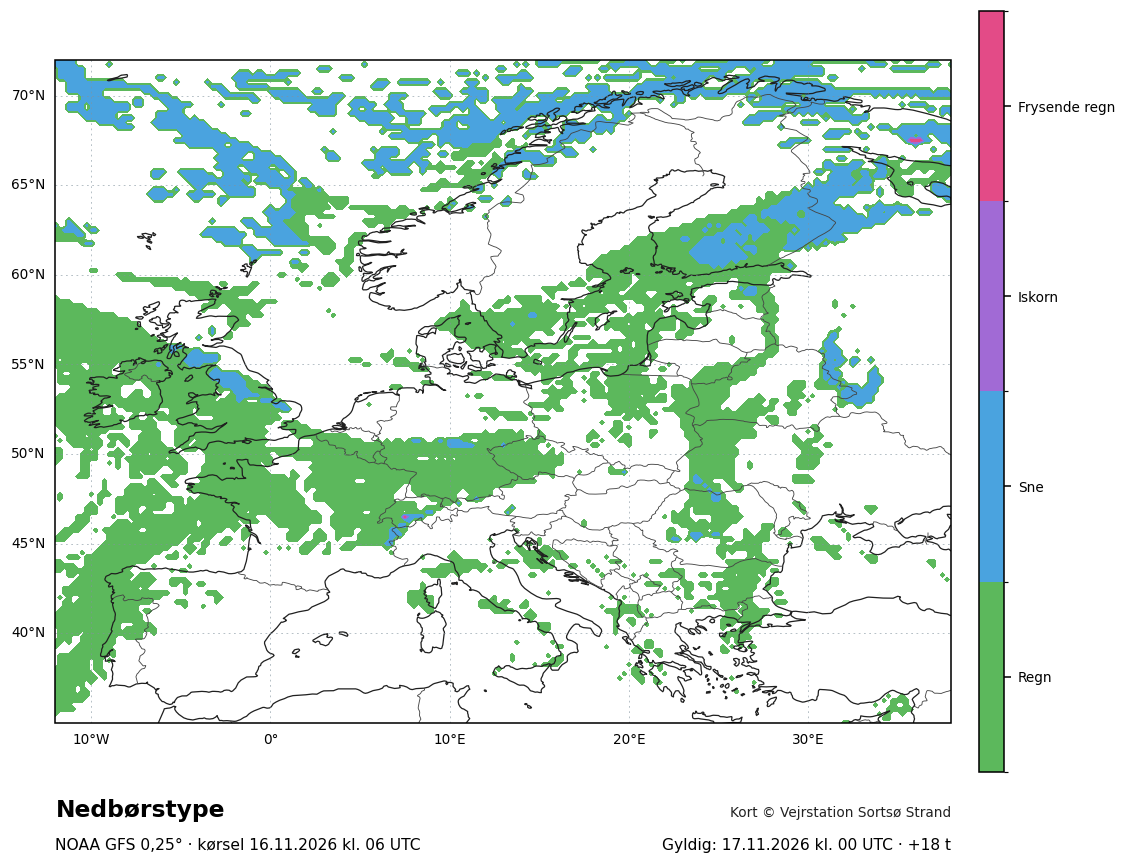 Frysende regn
Iskorn
Sne
Regn
70°N
65°N
60°N
55°N
50°N
45°N
40°N
10°W
0°
10°E
20°E
30°E
Nedbørstype
Kort © Vejrstation Sortsø Strand
NOAA GFS 0,25° · kørsel 16.11.2026 kl. 06 UTC
Gyldig: 17.11.2026 kl. 00 UTC · +18 t